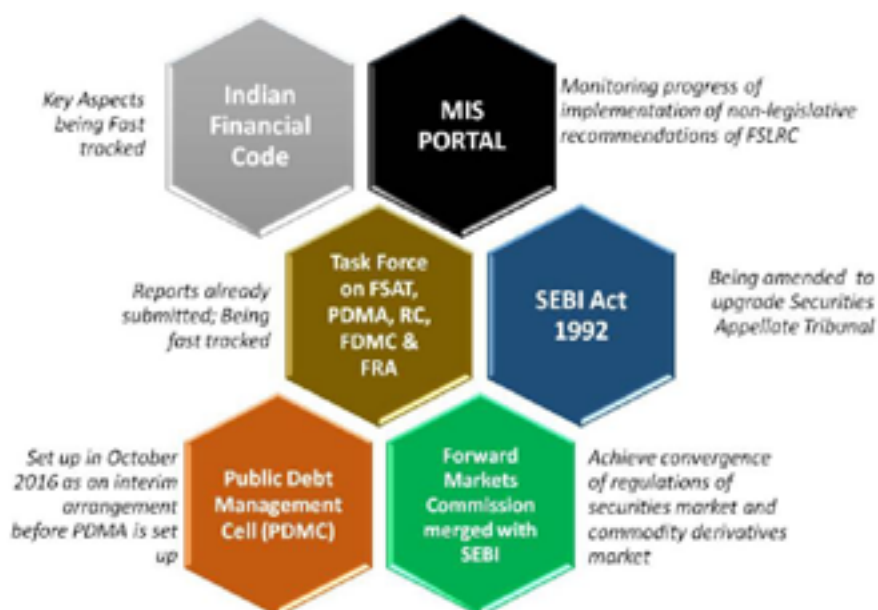 Key Aspects
being Fast
tracked
Indian
Financial
Code
MIS
PORTAL
Monitoring progress of
implementation of non-legislative
recommendations of FSLRC
Reports already
submitted; Being
fast tracked
Task Force
on FSAT,
PDMA, RC,
FDMC &
FRA
SEBI Act
1992
Being amended to
upgrade Securities
Appellate Tribunal
Set up in October
2016 as an interim
arrangement
before PDMA is set
up
Public Debt
Management
Cell (PDMC)
Forward
Markets
Commission
merged with
SEBI
Achieve convergence
of regulations of
securities market and
commodity derivatives
market